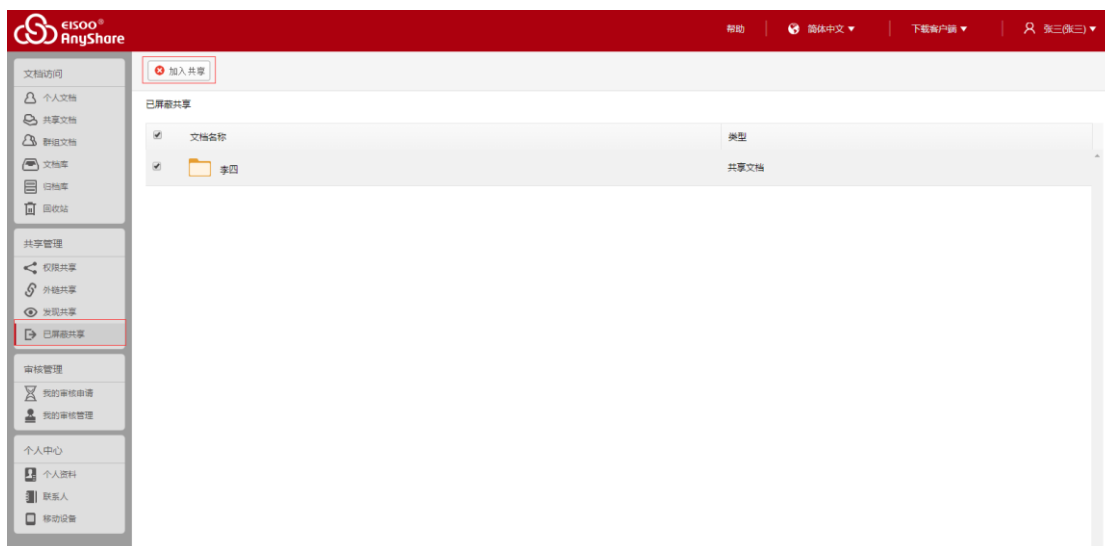 EISOO®
AnyShare
帮助
简体中文 ▼
下载客户端 ▼
张三(张三) ▼
文档访问
个人文档
共享文档
群组文档
文档库
归档库
回收站
共享管理
权限共享
外链共享
发现共享
已屏蔽共享
审核管理
我的审核申请
我的审核管理
个人中心
个人资料
联系人
移动设备
加入共享
已屏蔽共享
文档名称 类型
李四 共享文档